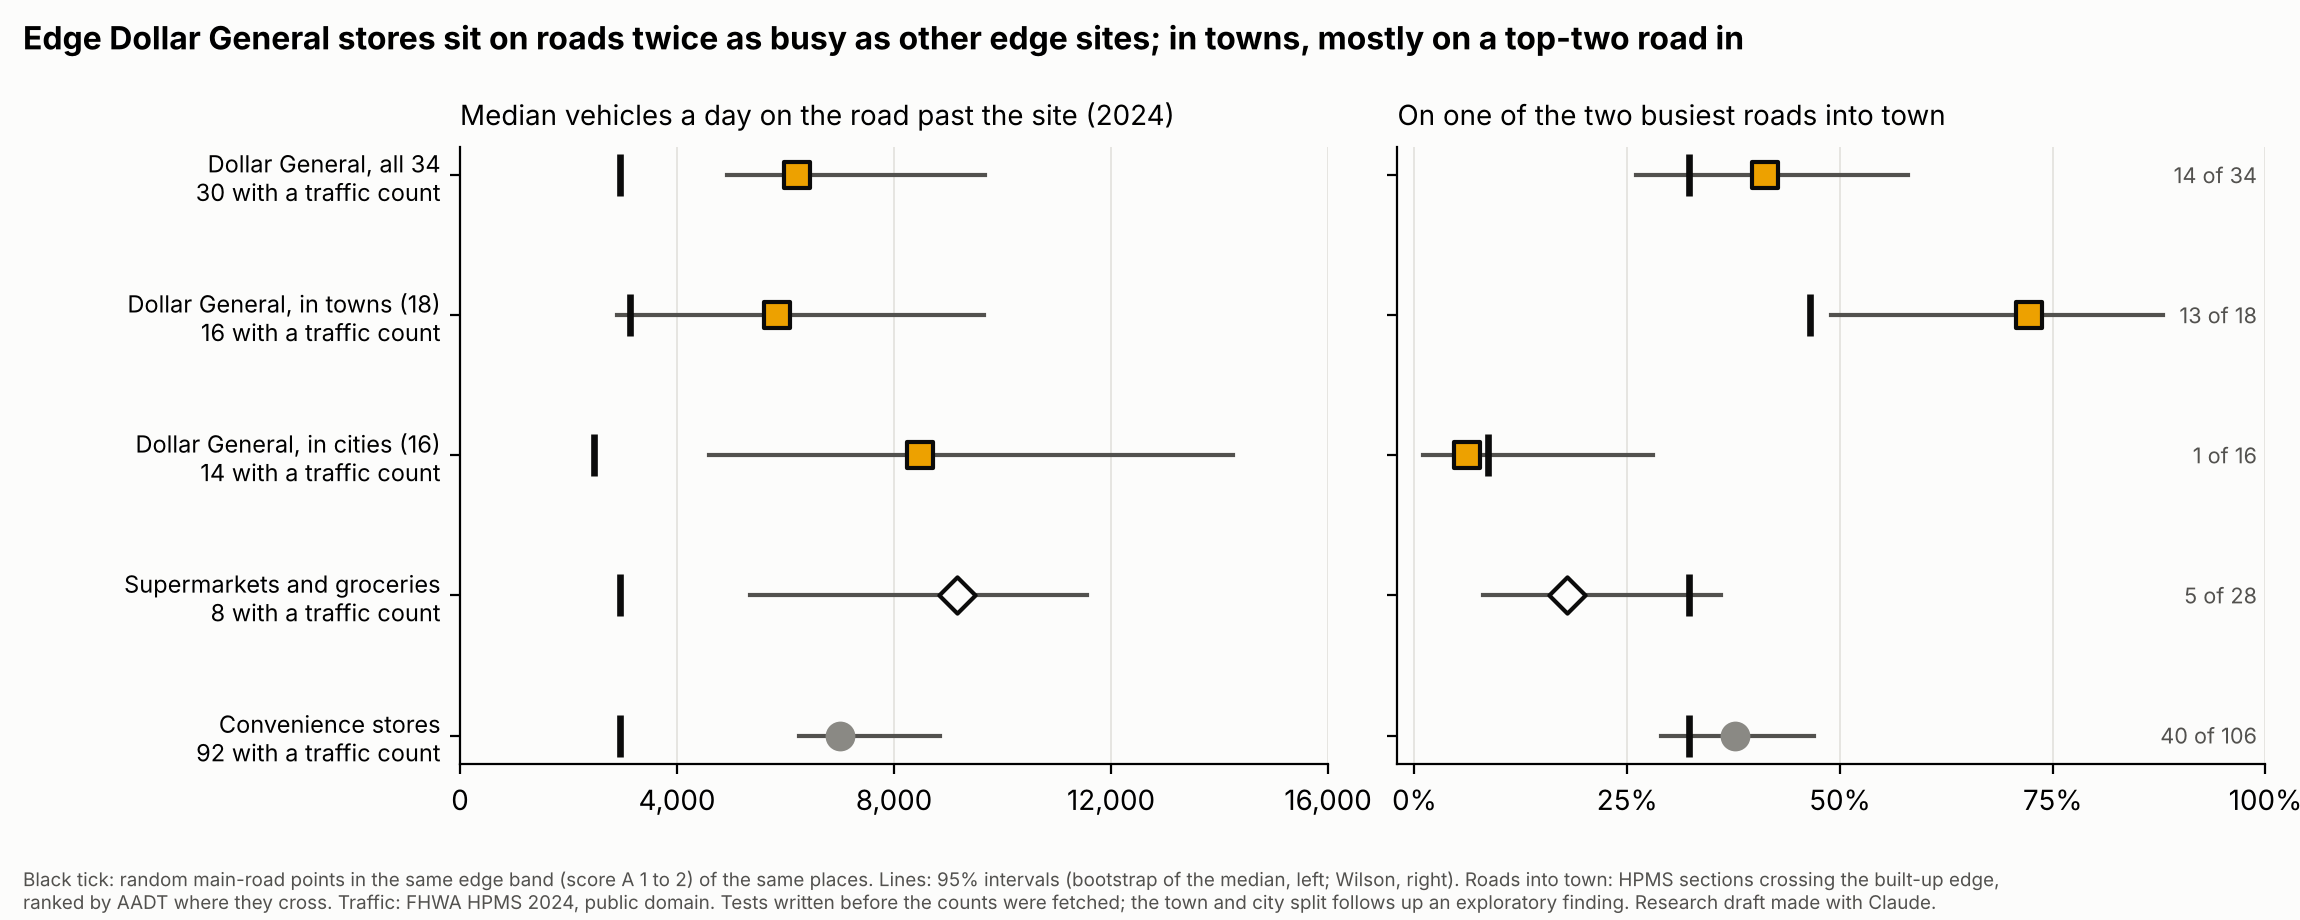 Edge Dollar General stores sit on roads twice as busy as other edge sites; in towns, mostly on a top-two road in
Median vehicles a day on the road past the site (2024)
On one of the two busiest roads into town
Dollar General, all 34
30 with a traffic count
14 of 34
Dollar General, in towns (18)
16 with a traffic count
13 of 18
Dollar General, in cities (16)
14 with a traffic count
1 of 16
Supermarkets and groceries
8 with a traffic count
5 of 28
Convenience stores
92 with a traffic count
40 of 106
0 4,000 8,000 12,000 16,000
0% 25% 50% 75% 100%
Black tick: random main-road points in the same edge band (score A 1 to 2) of the same places. Lines: 95% intervals (bootstrap of the median, left; Wilson, right). Roads into town: HPMS sections crossing the built-up edge,
ranked by AADT where they cross. Traffic: FHWA HPMS 2024, public domain. Tests written before the counts were fetched; the town and city split follows up an exploratory finding. Research draft made with Claude.